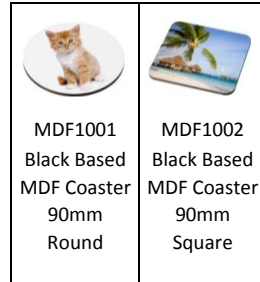 MDF1001
Black Based
MDF Coaster
90mm
Round
MDF1002
Black Based
MDF Coaster
90mm
Square